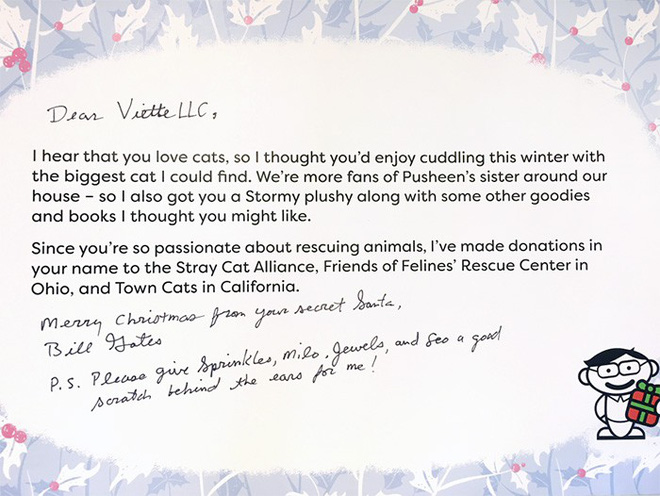 Dear VietteLLC,
I hear that you love cats, so I thought you'd enjoy cuddling this winter with
the biggest cat I could find. We're more fans of Pusheen's sister around our
house – so I also got you a Stormy plushy along with some other goodies
and books I thought you might like.
Since you're so passionate about rescuing animals, I've made donations in
your name to the Stray Cat Alliance, Friends of Felines' Rescue Center in
Ohio, and Town Cats in California.
Merry Christmas from your secret Santa,
Bill Gates
P.S. Please give Sprinkles, Milo, Jewels, and Seo a good
scratch behind the ears for me!